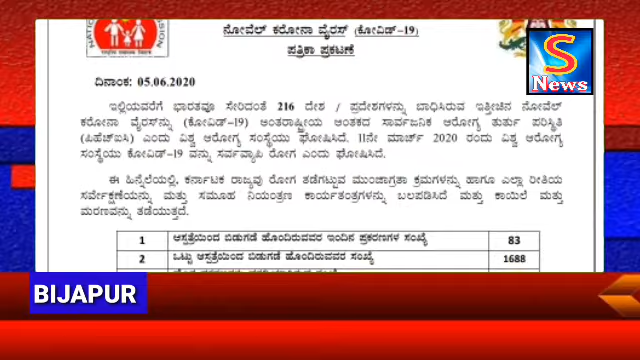 ನೋವೆಲ್ ಕರೊನಾ ವೈರಸ್ (ಕೋವಿಡ್-19)
ಪತ್ರಿಕಾ ಪ್ರಕಟಣೆ
S
News
ದಿನಾಂಕ: 05.06.2020
ಇಲ್ಲಿಯವರೆಗೆ ಭಾರತವೂ ಸೇರಿದಂತೆ 216 ದೇಶ / ಪ್ರದೇಶಗಳನ್ನು ಬಾಧಿಸಿರುವ ಇತ್ತೀಚಿನ ನೋವೆಲ್
ಕರೊನಾ ವೈರಸ್‌ನ್ನು (ಕೋವಿಡ್-19) ಅಂತರಾಷ್ಟ್ರೀಯ ಆಂತಕದ ಸಾರ್ವಜನಿಕ ಆರೋಗ್ಯ ತುರ್ತು ಪರಿಸ್ಥಿತಿ
(ಪಿಹೆಚ್‌ಐಸಿ) ಎಂದು ವಿಶ್ವ ಆರೋಗ್ಯ ಸಂಸ್ಥೆಯು ಘೋಷಿಸಿದೆ. 11ನೇ ಮಾರ್ಚ್ 2020 ರಂದು ವಿಶ್ವ ಆರೋಗ್ಯ
ಸಂಸ್ಥೆಯು ಕೋವಿಡ್-19 ವನ್ನು ಸರ್ವವ್ಯಾಪಿ ರೋಗ ಎಂದು ಘೋಷಿಸಿದೆ.
ಈ ಹಿನ್ನೆಲೆಯಲ್ಲಿ, ಕರ್ನಾಟಕ ರಾಜ್ಯವು ರೋಗ ತಡೆಗಟ್ಟುವ ಮುಂಜಾಗ್ರತಾ ಕ್ರಮಗಳನ್ನು ಹಾಗೂ ಎಲ್ಲಾ ರೀತಿಯ
ಸರ್ವೇಕ್ಷಣೆಯನ್ನು ಮತ್ತು ಸಮೂಹ ನಿಯಂತ್ರಣ ಕಾರ್ಯತಂತ್ರಗಳನ್ನು ಬಲಪಡಿಸಿದೆ ಮತ್ತು ಕಾಯಿಲೆ ಮತ್ತು
ಮರಣವನ್ನು ತಡೆಯುತ್ತದೆ.
1 ಆಸ್ಪತ್ರೆಯಿಂದ ಬಿಡುಗಡೆ ಹೊಂದಿರುವವರ ಇಂದಿನ ಪ್ರಕರಣಗಳ ಸಂಖ್ಯೆ 83
2 ಒಟ್ಟು ಆಸ್ಪತ್ರೆಯಿಂದ ಬಿಡುಗಡೆ ಹೊಂದಿರುವವರ ಸಂಖ್ಯೆ 1688
BIJAPUR